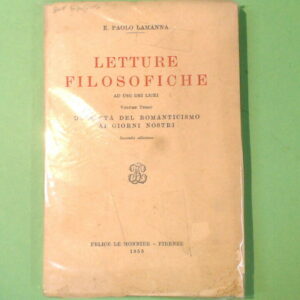 E. PAOLO LAMANNA
LETTURE
FILOSOFICHE
AD USO DEI LICEI
VOLUME TERZO
DEL ROMANTICISMO
AI GIORNI NOSTRI
Seconda edizione
FELICE LE MONNIER - FIRENZE
1935